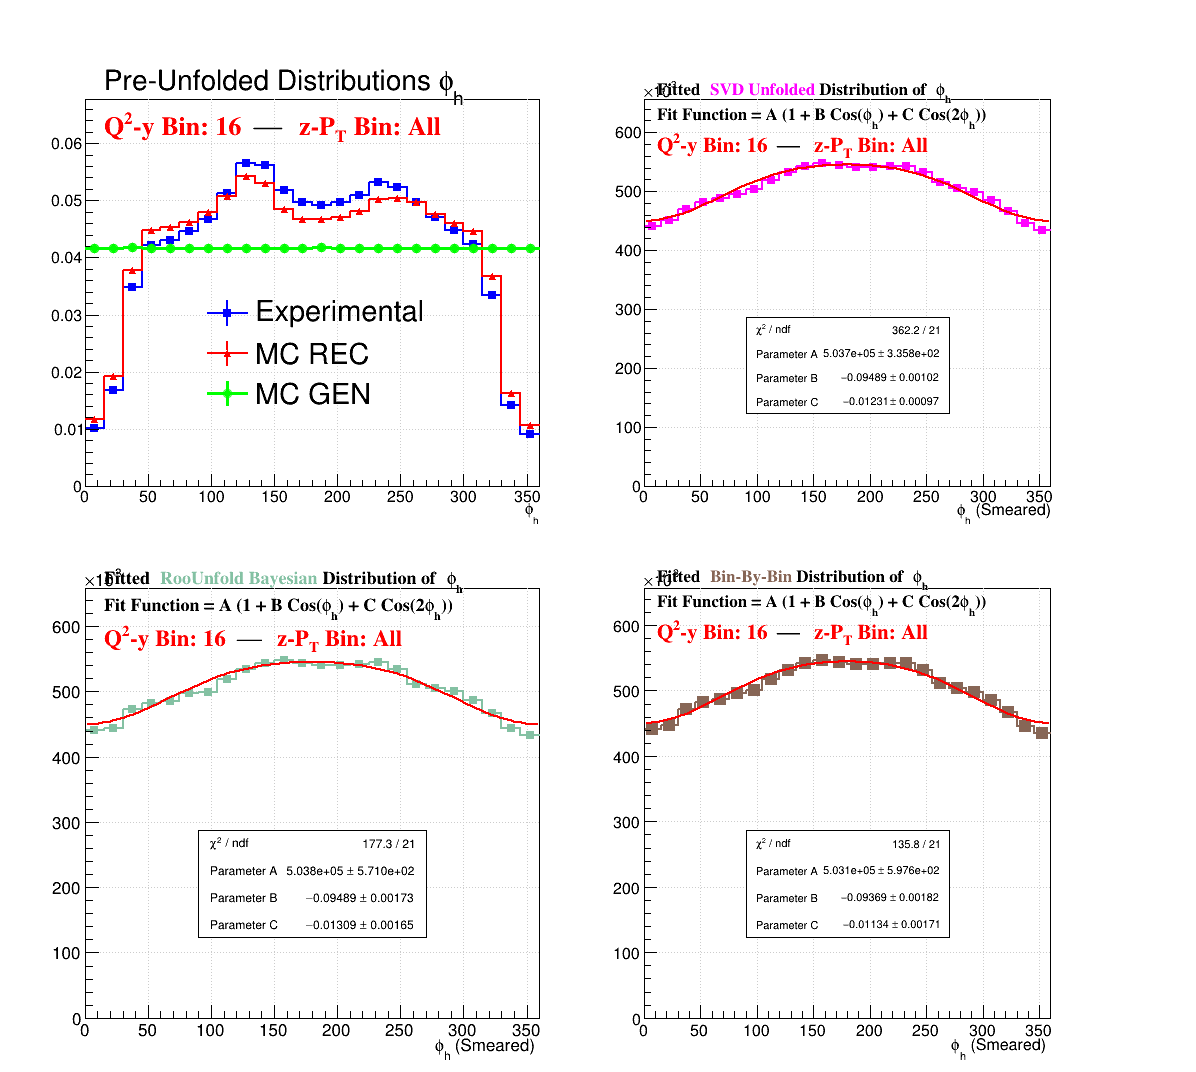 Pre-Unfolded Distributions ϕh
Q²-y Bin: 16 — z-PT Bin: All
0.06
0.05
0.04
0.03
0.02
0.01
0
Experimental
MC REC
MC GEN
0 50 100 150 200 250 300 350
ϕh
Fitted SVD Unfolded Distribution of ϕh
Fit Function = A (1 + B Cos(ϕh) + C Cos(2ϕh))
Q²-y Bin: 16 — z-PT Bin: All
600
500
400
300
200
100
0
χ² / ndf 362.2 / 21
Parameter A 5.037e+05 ± 3.358e+02
Parameter B −0.09489 ± 0.00102
Parameter C −0.01231 ± 0.00097
0 50 100 150 200 250 300 350
ϕh (Smeared)
Fitted RooUnfold Bayesian Distribution of ϕh
Fit Function = A (1 + B Cos(ϕh) + C Cos(2ϕh))
Q²-y Bin: 16 — z-PT Bin: All
600
500
400
300
200
100
0
χ² / ndf 177.3 / 21
Parameter A 5.038e+05 ± 5.710e+02
Parameter B −0.09489 ± 0.00173
Parameter C −0.01309 ± 0.00165
0 50 100 150 200 250 300 350
ϕh (Smeared)
Fitted Bin-By-Bin Distribution of ϕh
Fit Function = A (1 + B Cos(ϕh) + C Cos(2ϕh))
Q²-y Bin: 16 — z-PT Bin: All
600
500
400
300
200
100
0
χ² / ndf 135.8 / 21
Parameter A 5.031e+05 ± 5.976e+02
Parameter B −0.09369 ± 0.00182
Parameter C −0.01134 ± 0.00171
0 50 100 150 200 250 300 350
ϕh (Smeared)